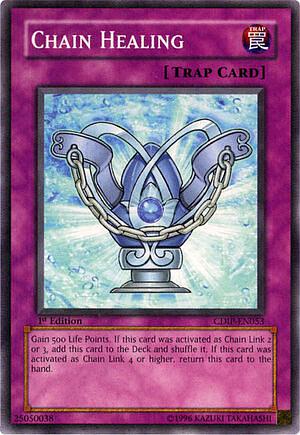 CHAIN HEALING
TRAP
罠
[TRAP CARD]
1st Edition
CDIP-EN053
Gain 500 Life Points. If this card was activated as Chain Link 2
or 3, add this card to the Deck and shuffle it. If this card was
activated as Chain Link 4 or higher, return this card to the
hand.
25050038
©1996 KAZUKI TAKAHASHI